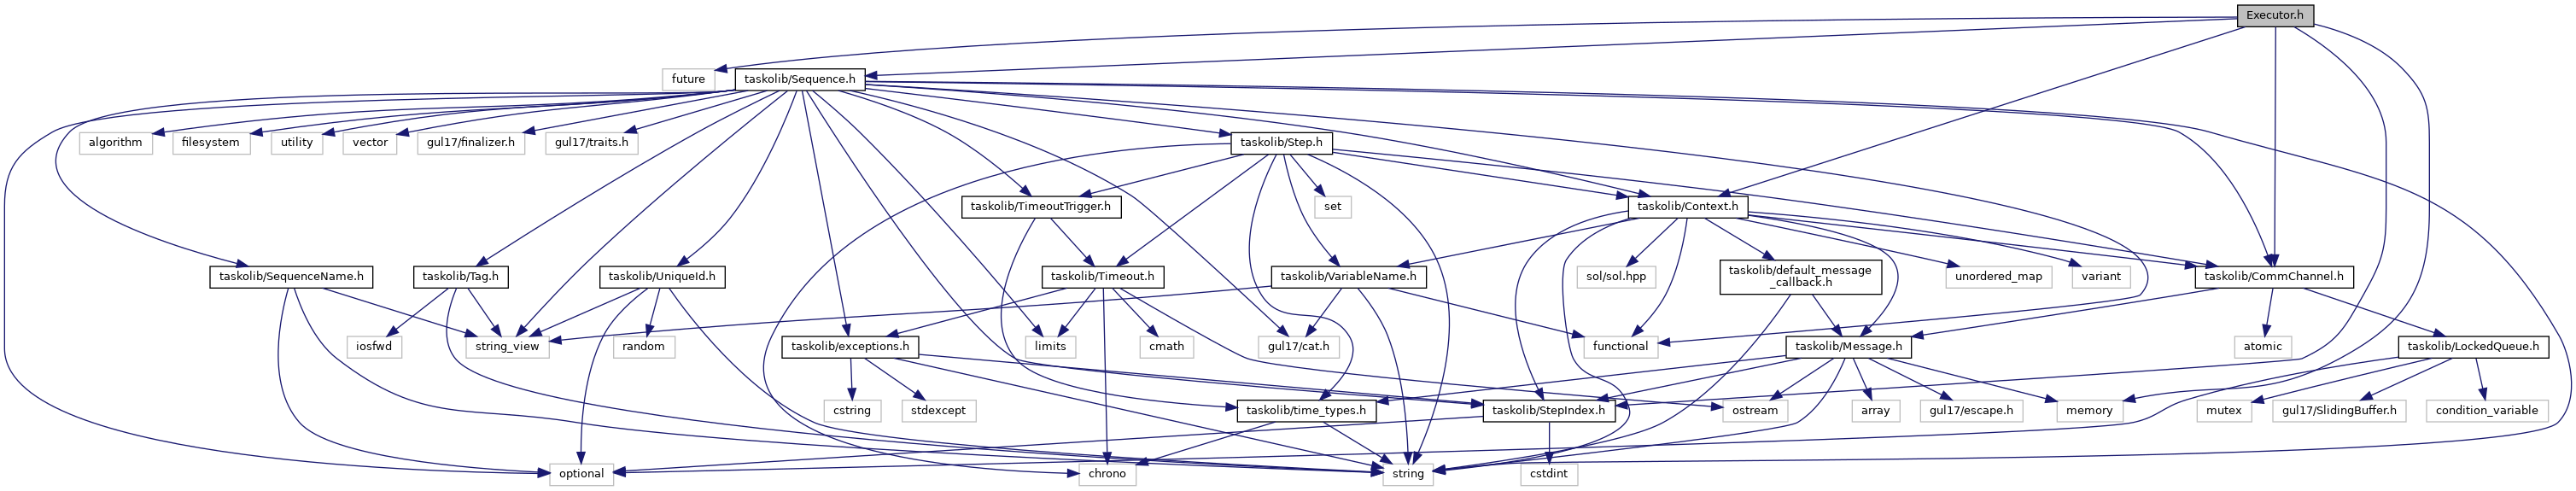 Executor.h
future
taskolib/Sequence.h
algorithm
filesystem
utility
vector
gul17/finalizer.h
gul17/traits.h
taskolib/Step.h
taskolib/TimeoutTrigger.h
set
taskolib/Context.h
taskolib/SequenceName.h
taskolib/Tag.h
taskolib/UniqueId.h
taskolib/Timeout.h
taskolib/VariableName.h
sol/sol.hpp
taskolib/default_message
_callback.h
unordered_map
variant
taskolib/CommChannel.h
iosfwd
string_view
random
taskolib/exceptions.h
limits
cmath
gul17/cat.h
functional
taskolib/Message.h
atomic
taskolib/LockedQueue.h
cstring
stdexcept
taskolib/time_types.h
taskolib/StepIndex.h
ostream
array
gul17/escape.h
memory
mutex
gul17/SlidingBuffer.h
condition_variable
optional
chrono
string
cstdint